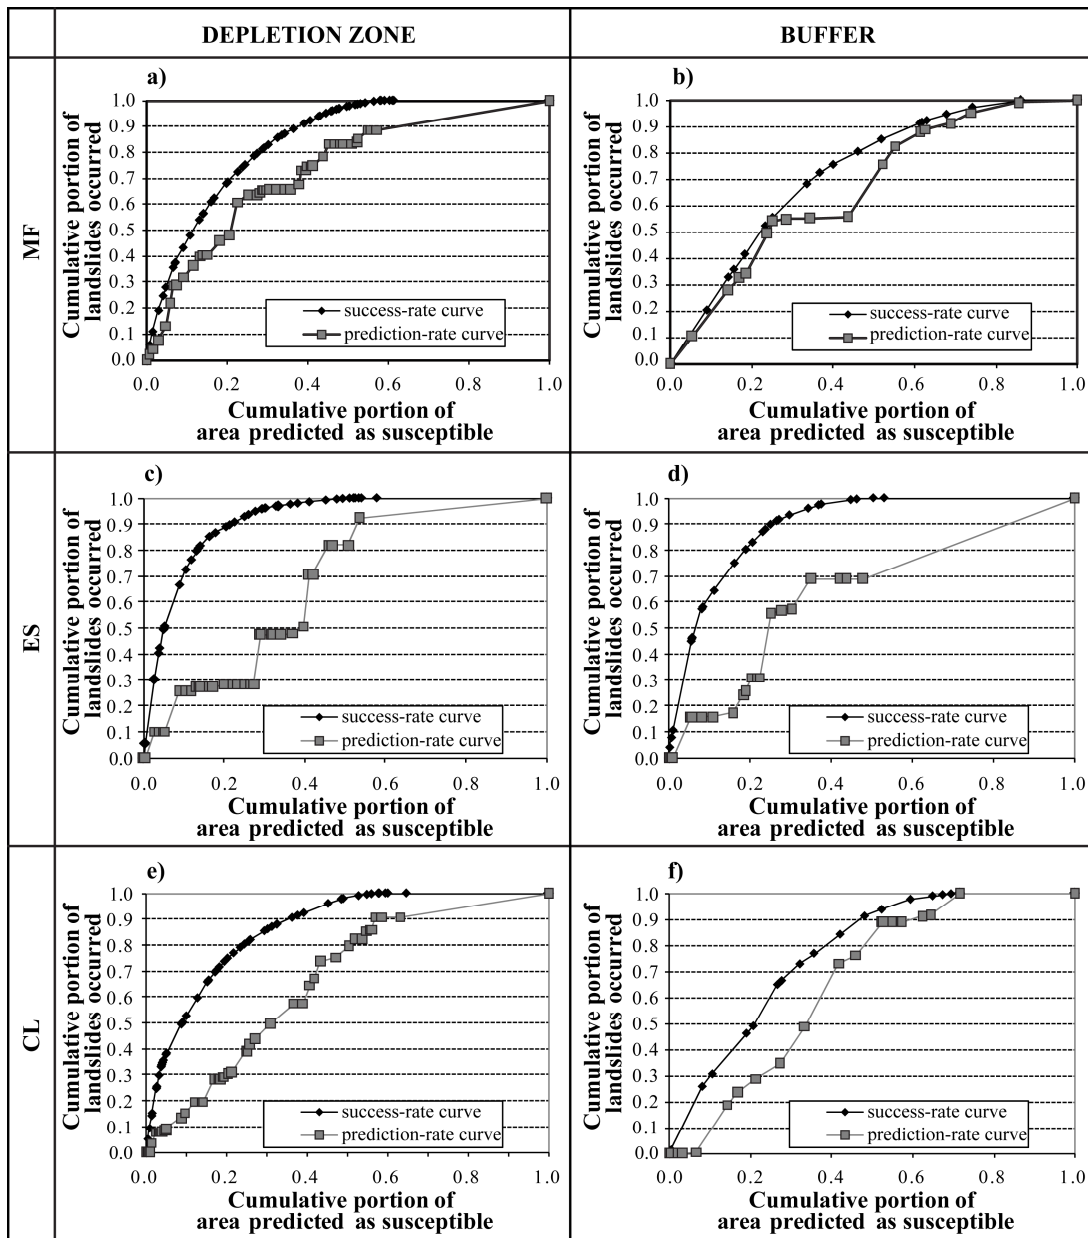 DEPLETION ZONE
BUFFER
MF
a)
Cumulative portion of
landslides occurred
1.0
0.9
0.8
0.7
0.6
0.5
0.4
0.3
0.2
0.1
0.0
success-rate curve
prediction-rate curve
0.0 0.2 0.4 0.6 0.8 1.0
Cumulative portion of
area predicted as susceptible
b)
Cumulative portion of
landslides occurred
1.0
0.9
0.8
0.7
0.6
0.5
0.4
0.3
0.2
0.1
0.0
success-rate curve
prediction-rate curve
0.0 0.2 0.4 0.6 0.8 1.0
Cumulative portion of
area predicted as susceptible
ES
c)
Cumulative portion of
landslides occurred
1.0
0.9
0.8
0.7
0.6
0.5
0.4
0.3
0.2
0.1
0.0
success-rate curve
prediction-rate curve
0.0 0.2 0.4 0.6 0.8 1.0
Cumulative portion of
area predicted as susceptible
d)
Cumulative portion of
landslides occurred
1.0
0.9
0.8
0.7
0.6
0.5
0.4
0.3
0.2
0.1
0.0
success-rate curve
prediction-rate curve
0.0 0.2 0.4 0.6 0.8 1.0
Cumulative portion of
area predicted as susceptible
CL
e)
Cumulative portion of
landslides occurred
1.0
0.9
0.8
0.7
0.6
0.5
0.4
0.3
0.2
0.1
0.0
success-rate curve
prediction-rate curve
0.0 0.2 0.4 0.6 0.8 1.0
Cumulative portion of
area predicted as susceptible
f)
Cumulative portion of
landslides occurred
1.0
0.9
0.8
0.7
0.6
0.5
0.4
0.3
0.2
0.1
0.0
success-rate curve
prediction-rate curve
0.0 0.2 0.4 0.6 0.8 1.0
Cumulative portion of
area predicted as susceptible